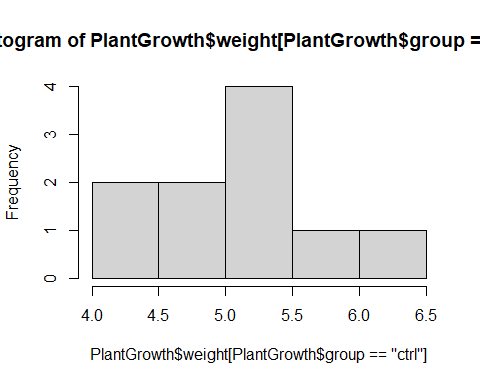 togram of PlantGrowth$weight[PlantGrowth$group =
Frequency
4
3
2
1
0
4.0 4.5 5.0 5.5 6.0 6.5
PlantGrowth$weight[PlantGrowth$group == "ctrl"]